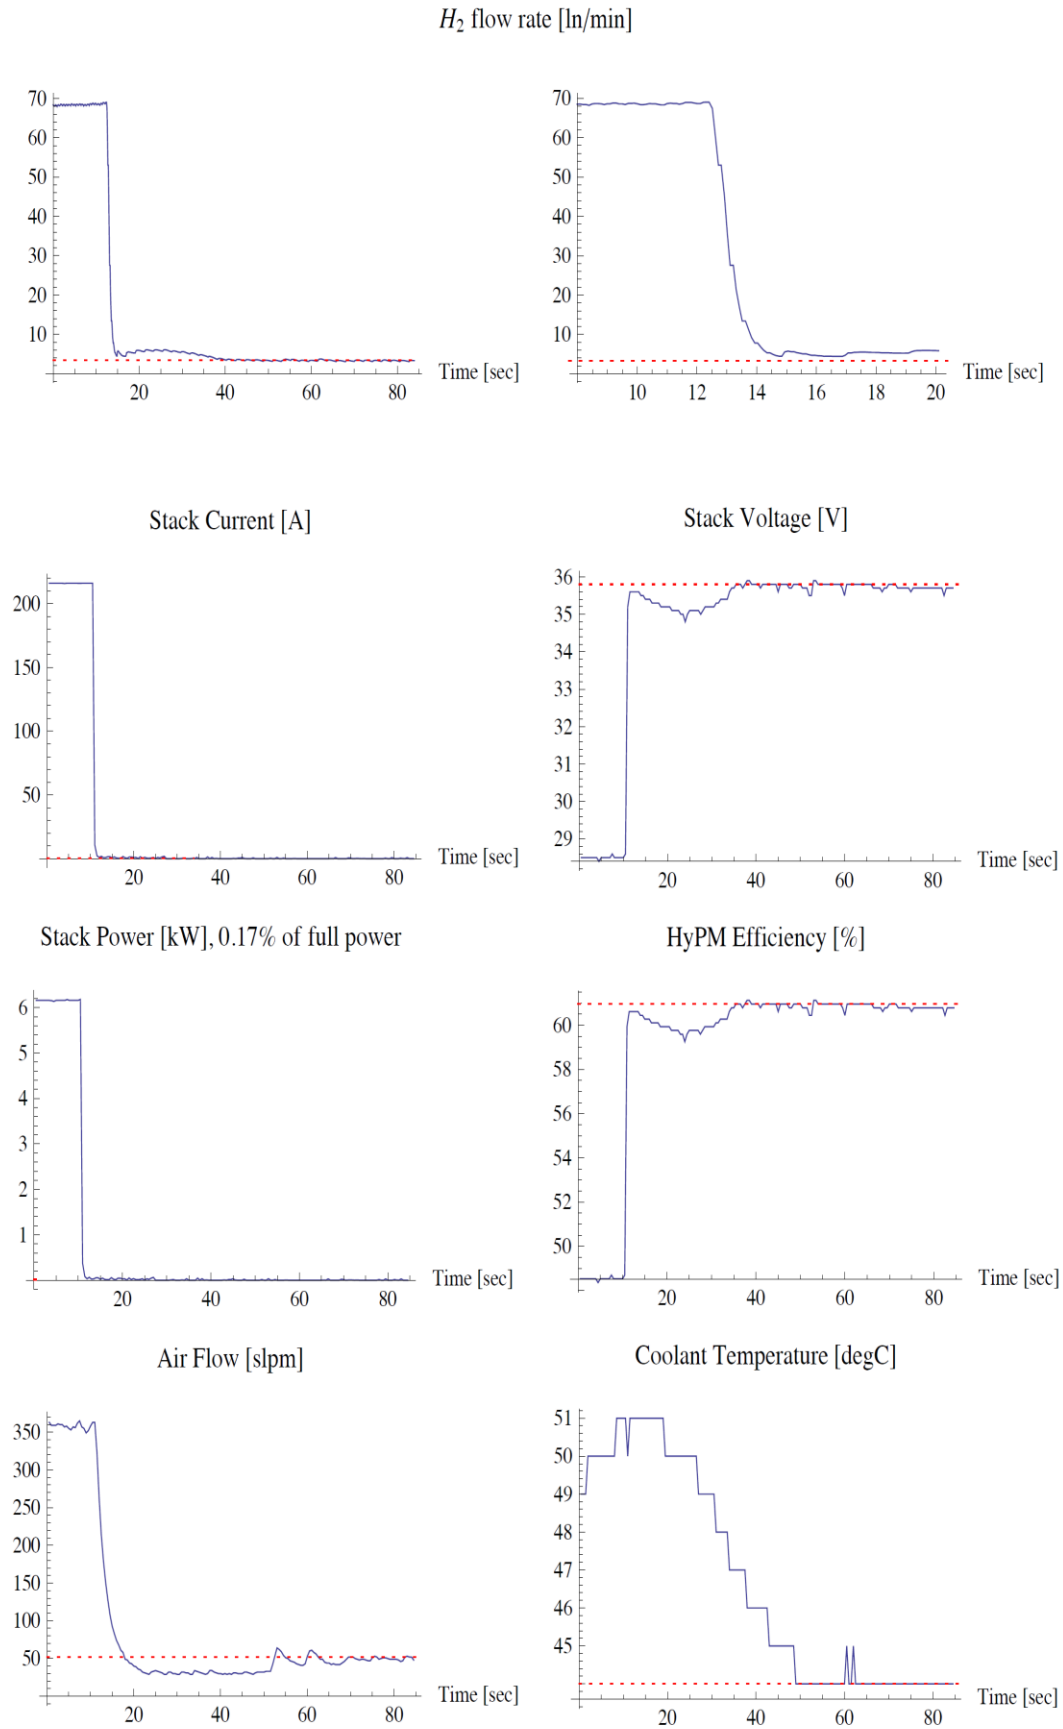 H₂ flow rate [ln/min]
70
60
50
40
30
20
10
20 40 60 80
Time [sec]
70
60
50
40
30
20
10
10 12 14 16 18 20
Time [sec]
Stack Current [A]
200
150
100
50
20 40 60 80
Time [sec]
Stack Voltage [V]
36
35
34
33
32
31
30
29
20 40 60 80
Time [sec]
Stack Power [kW], 0.17% of full power
6
5
4
3
2
1
20 40 60 80
Time [sec]
HyPM Efficiency [%]
60
58
56
54
52
50
20 40 60 80
Time [sec]
Air Flow [slpm]
350
300
250
200
150
100
50
20 40 60 80
Time [sec]
Coolant Temperature [degC]
51
50
49
48
47
46
45
20 40 60 80
Time [sec]